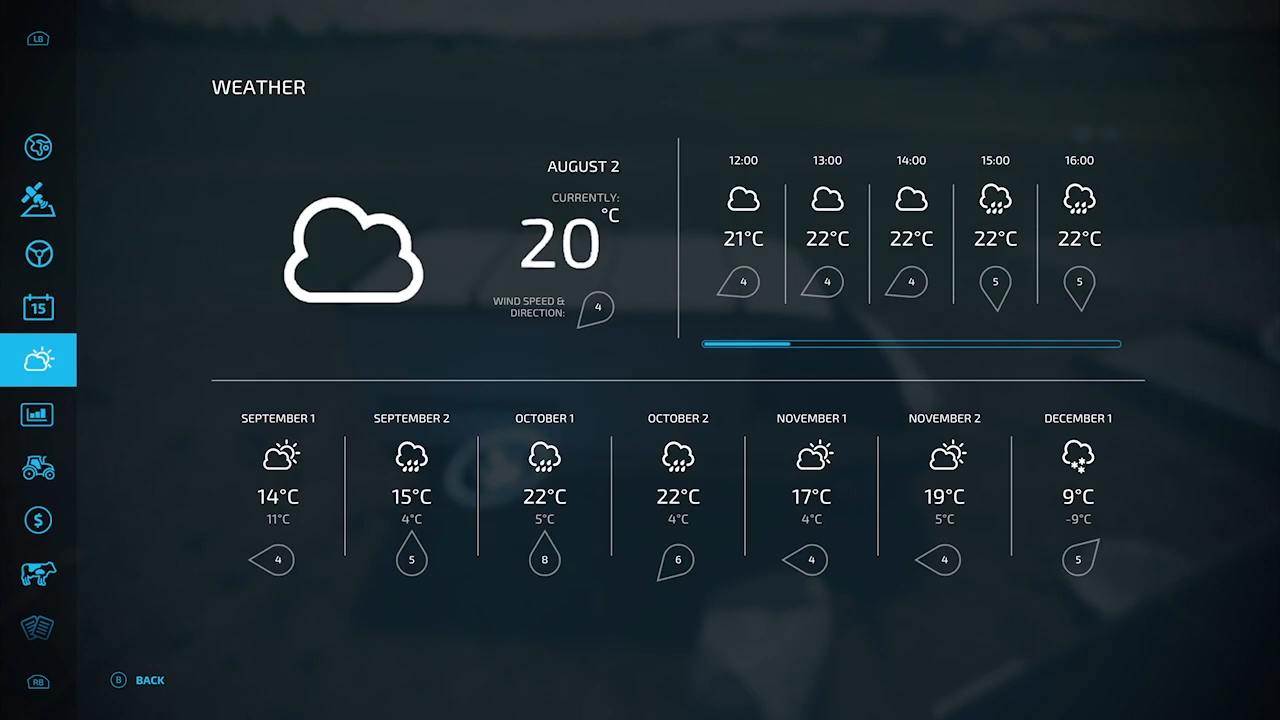 LB
WEATHER
AUGUST 2
CURRENTLY:
20 °C
WIND SPEED &
DIRECTION:
4
12:00 13:00 14:00 15:00 16:00
21°C 22°C 22°C 22°C 22°C
4 4 4 5 5
15
SEPTEMBER 1 SEPTEMBER 2 OCTOBER 1 OCTOBER 2 NOVEMBER 1 NOVEMBER 2 DECEMBER 1
14°C 15°C 22°C 22°C 17°C 19°C 9°C
11°C 4°C 5°C 4°C 4°C 5°C -9°C
4 5 8 6 4 4 5
$
RB
B BACK